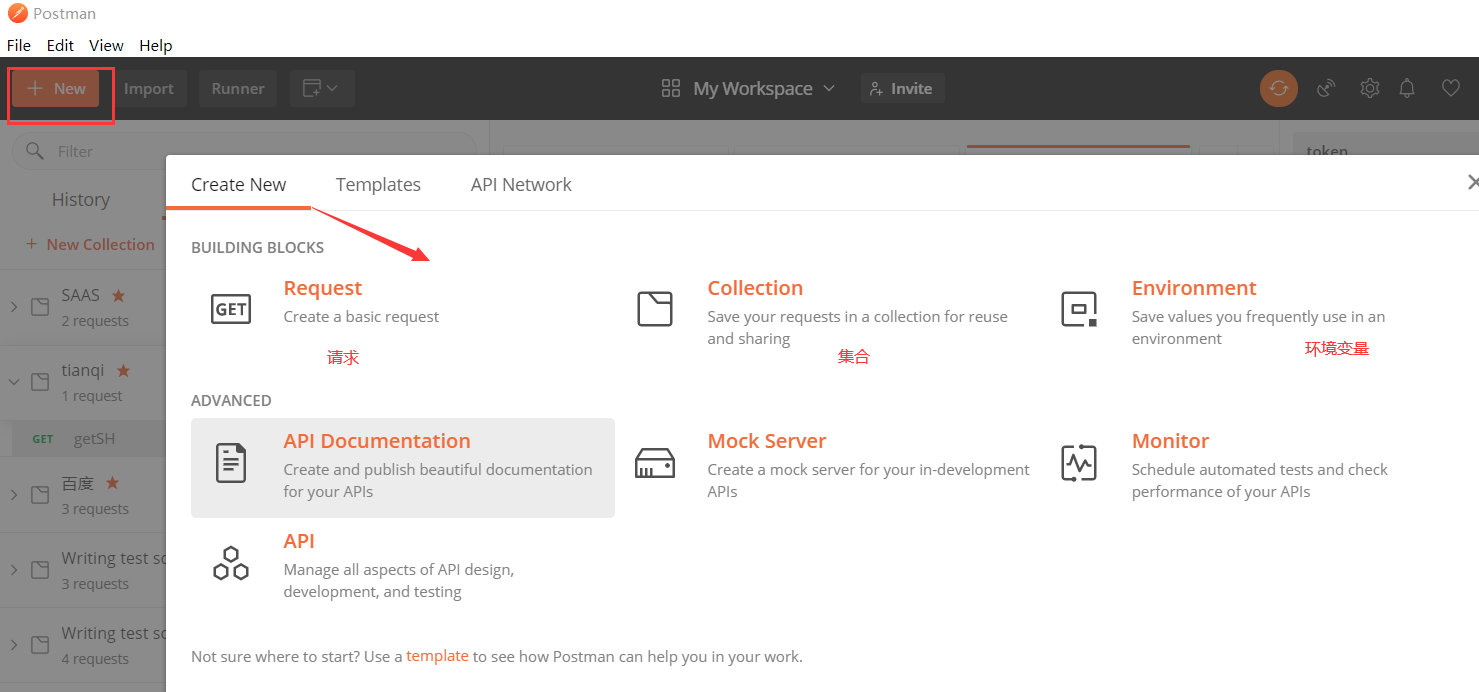 Postman
File Edit View Help
New Import Runner My Workspace Invite
Filter
token
History
New Collection
SAAS
2 requests
tianqi
1 request
GET getSH
百度
3 requests
Writing test sc
3 requests
Writing test sc
4 requests
Create New Templates API Network
BUILDING BLOCKS
GET
Request
Create a basic request
请求
Collection
Save your requests in a collection for reuse
and sharing
集合
Environment
Save values you frequently use in an
environment
环境变量
ADVANCED
API Documentation
Create and publish beautiful documentation
for your APIs
Mock Server
Create a mock server for your in-development
APIs
Monitor
Schedule automated tests and check
performance of your APIs
API
Manage all aspects of API design,
development, and testing
Not sure where to start? Use a template to see how Postman can help you in your work.